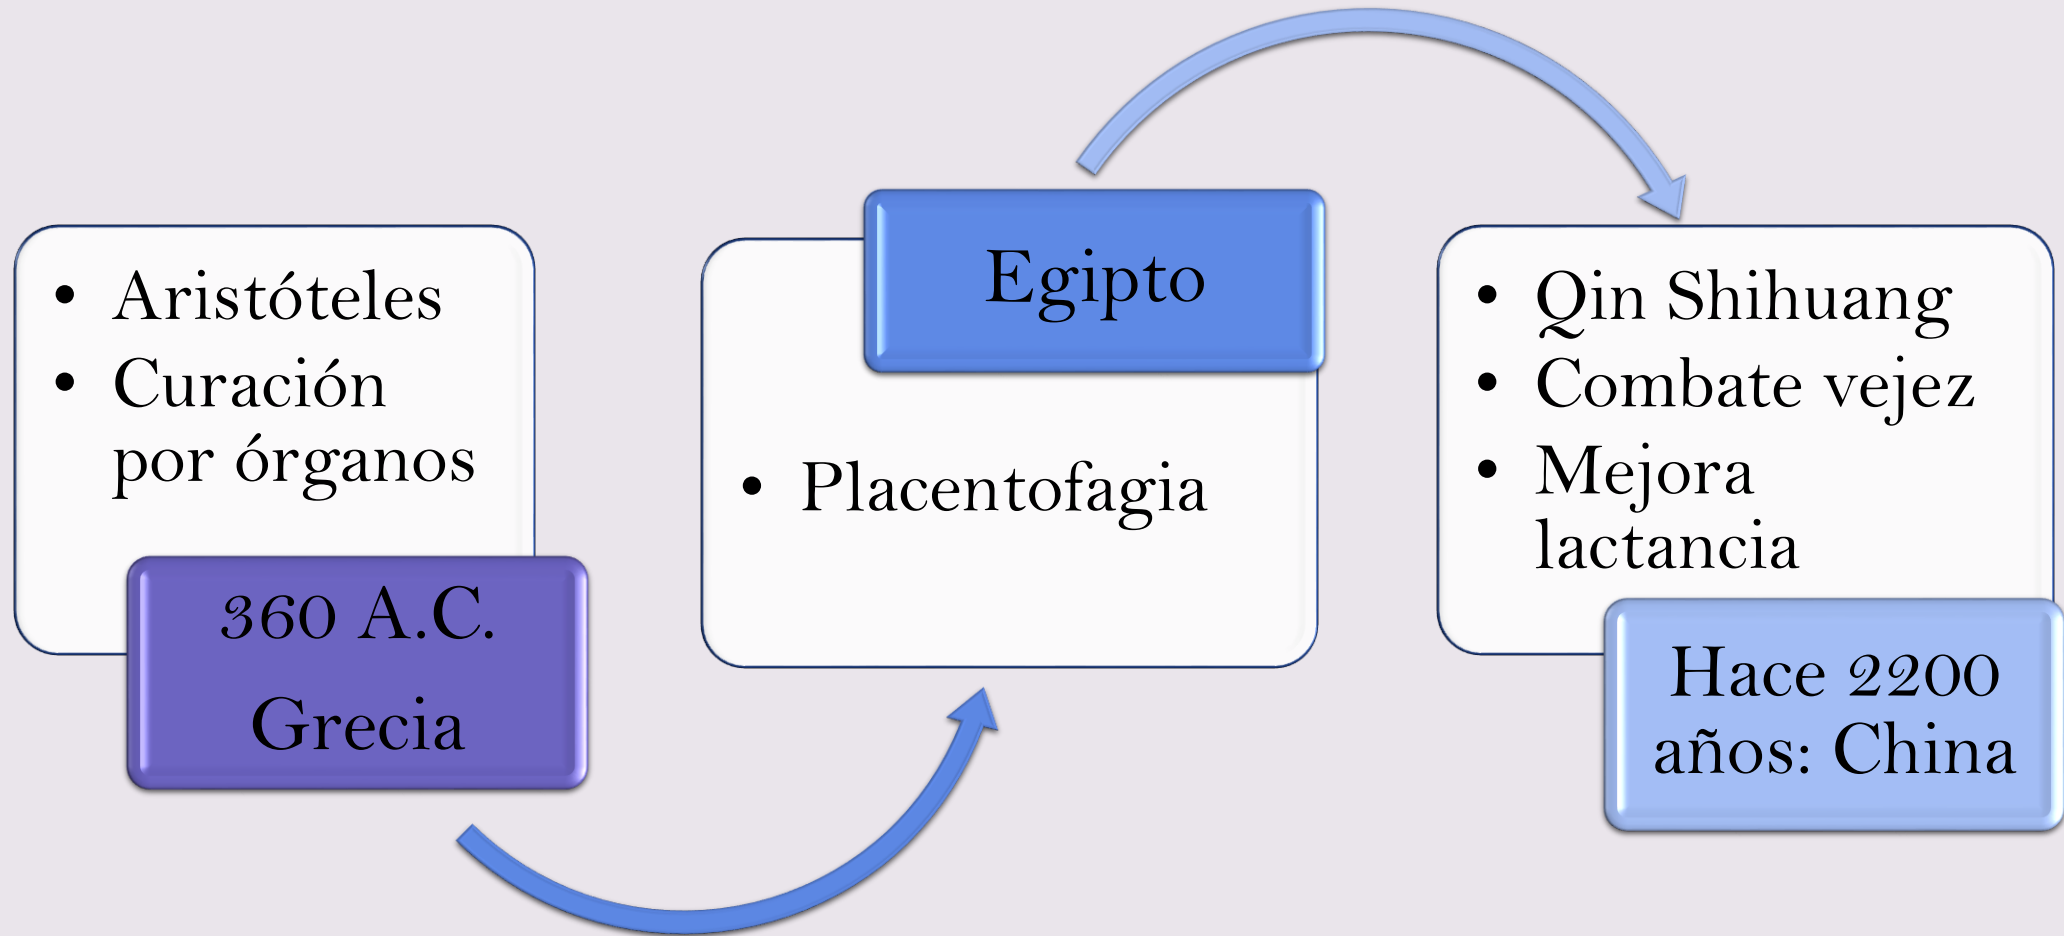 • Aristóteles
• Curación
por órganos
360 A.C.
Grecia
Egipto
• Placentofagia
• Qin Shihuang
• Combate vejez
• Mejora
lactancia
Hace 2200
años: China